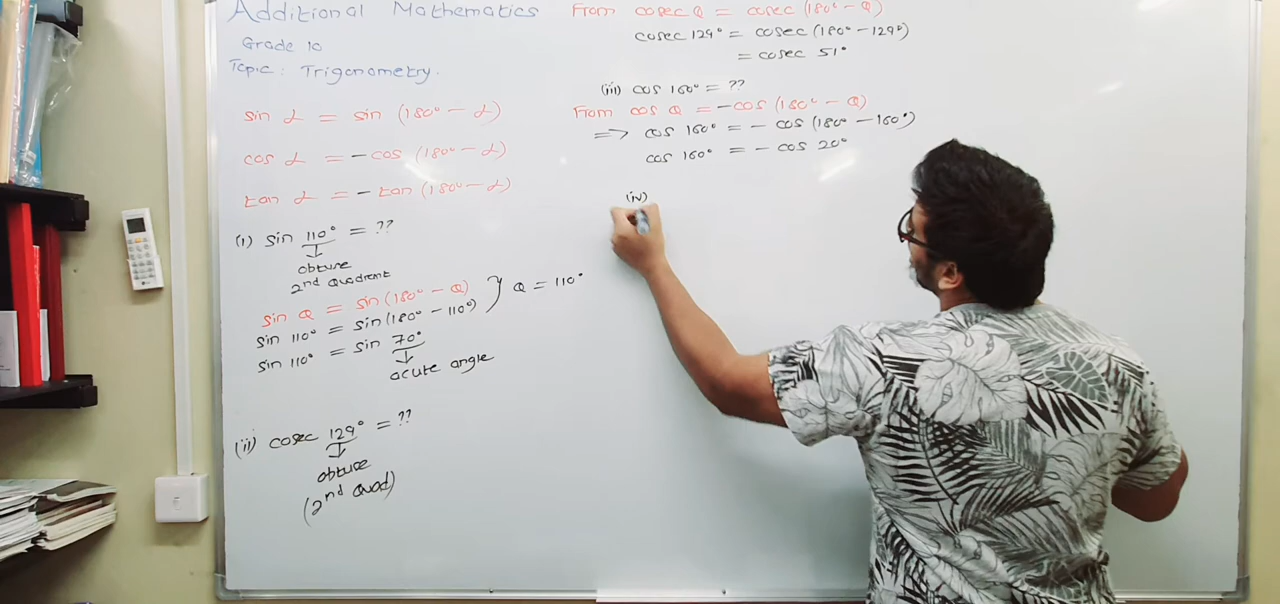 Additional Mathematics
Grade 10
Topic: Trigonometry.
sin α = sin (180° - α)
cos α = -cos (180° - α)
tan α = - tan (180° - α)
(i) sin 110° = ??
obtuse
2nd Quadrent
sin Q = sin (180° - Q)
sin 110° = sin (180° - 110°) } Q = 110°
sin 110° = sin 70°
acute angle
(ii) cosec 129° = ??
obtuse
(2nd Quad)
From cosec Q = cosec (180° - Q)
cosec 129° = cosec (180° - 129°)
= cosec 51°
(iii) cos 160° = ??
From cos Q = -cos (180° - Q)
=> cos 160° = - cos (180° - 160°)
cos 160° = - cos 20°
(iv)